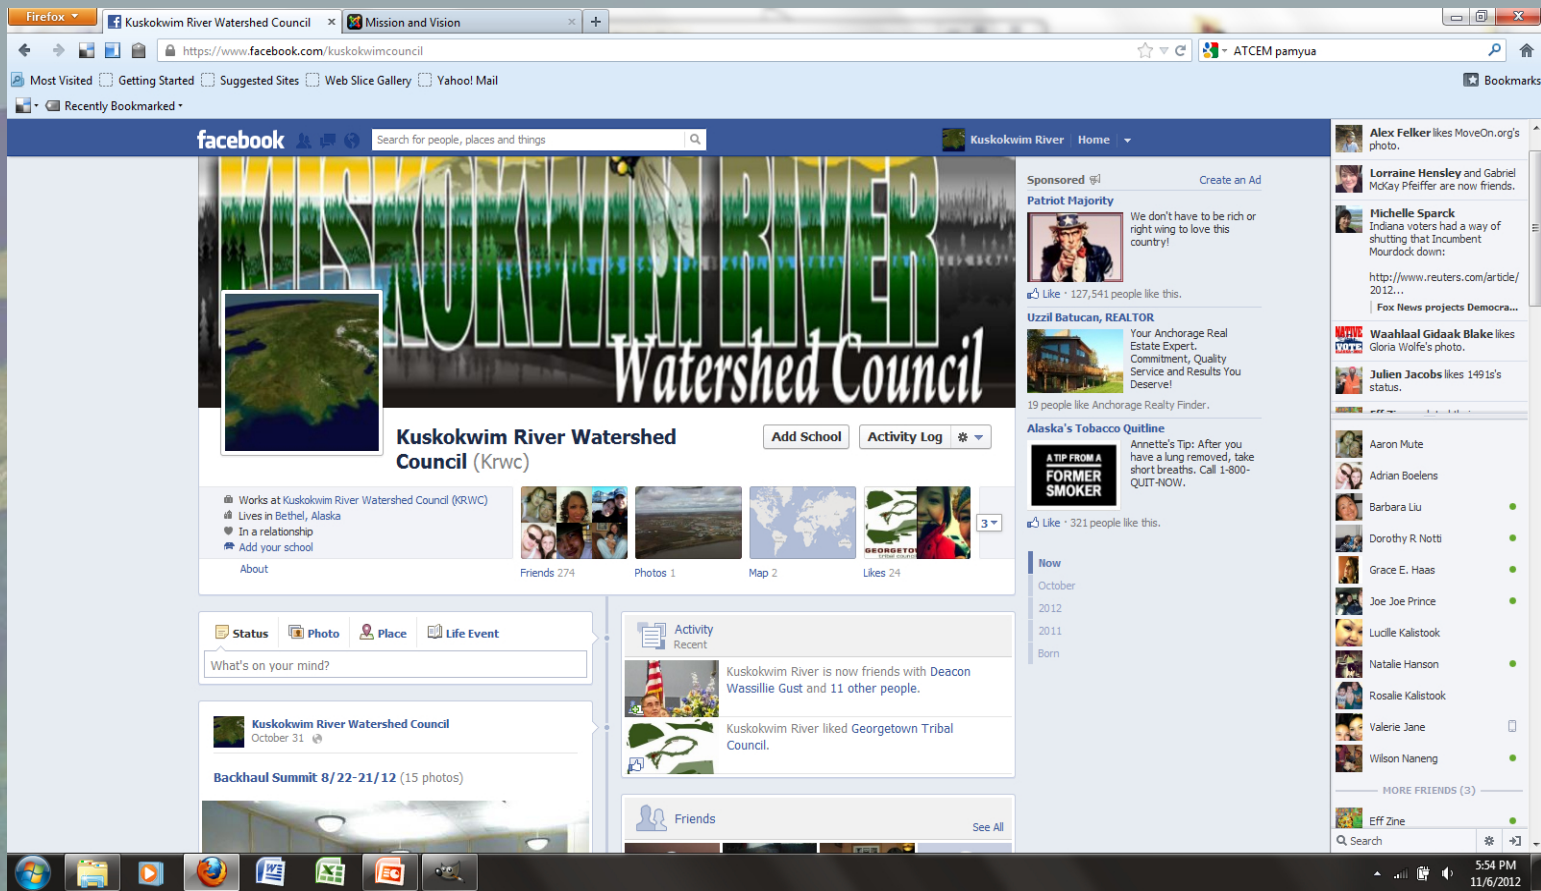 Firefox
Kuskokwim River Watershed Council
Mission and Vision
https://www.facebook.com/kuskokwimcouncil
ATCEM pamyua
Most Visited
Getting Started
Suggested Sites
Web Slice Gallery
Yahoo! Mail
Bookmarks
Recently Bookmarked
facebook
Search for people, places and things
Kuskokwim River
Home
KUSKOKWIM RIVER
Watershed Council
Kuskokwim River Watershed
Council (Krwc)
Add School
Activity Log
Works at Kuskokwim River Watershed Council (KRWC)
Lives in Bethel, Alaska
In a relationship
Add your school
About
GEORGETOWN
Friends 274
Photos 1
Map 2
Likes 24
3
Status
Photo
Place
Life Event
What's on your mind?
Kuskokwim River Watershed Council
October 31
Backhaul Summit 8/22-21/12 (15 photos)
Activity
Recent
Kuskokwim River is now friends with Deacon
Wassillie Gust and 11 other people.
Kuskokwim River liked Georgetown Tribal
Council.
Friends
See All
Sponsored
Create an Ad
Patriot Majority
We don't have to be rich or
right wing to love this
country!
Like · 127,541 people like this.
Uzzil Batucan, REALTOR
Your Anchorage Real
Estate Expert.
Commitment, Quality
Service and Results You
Deserve!
19 people like Anchorage Realty Finder.
Alaska's Tobacco Quitline
A TIP FROM A
FORMER
SMOKER
Annette's Tip: After you
have a lung removed, take
short breaths. Call 1-800-
QUIT-NOW.
Like · 321 people like this.
Now
October
2012
2011
Born
Alex Felker likes MoveOn.org's
photo.
Lorraine Hensley and Gabriel
McKay Pfeiffer are now friends.
Michelle Sparck
Indiana voters had a way of
shutting that Incumbent
Mourdock down:
http://www.reuters.com/article/
2012...
Fox News projects Democra...
NATIVE
VOTE
Waahlaal Gidaak Blake likes
Gloria Wolfe's photo.
Julien Jacobs likes 1491s's
status.
Aaron Mute
Adrian Boelens
Barbara Liu
Dorothy R Notti
Grace E. Haas
Joe Joe Prince
Lucille Kalistook
Natalie Hanson
Rosalie Kalistook
Valerie Jane
Wilson Naneng
MORE FRIENDS (3)
Eff Zine
Search
5:54 PM
11/6/2012